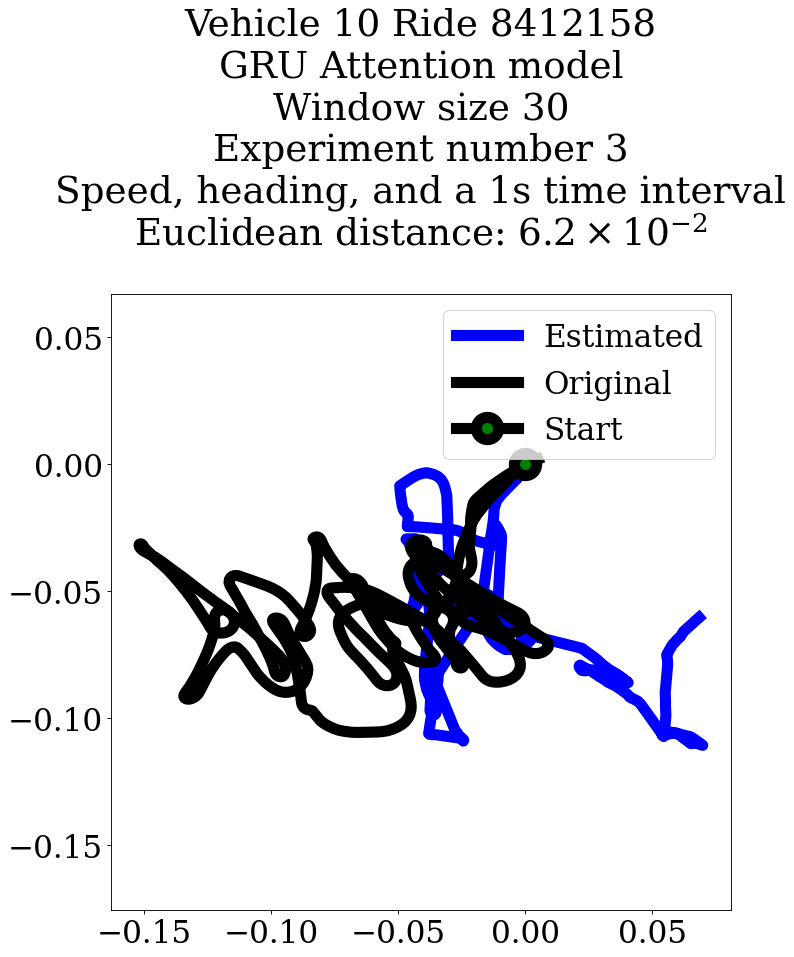 Vehicle 10 Ride 8412158
GRU Attention model
Window size 30
Experiment number 3
Speed, heading, and a 1s time interval
Euclidean distance: 6.2 × 10⁻²
Estimated
Original
Start
0.05
0.00
−0.05
−0.10
−0.15
−0.15 −0.10 −0.05 0.00 0.05